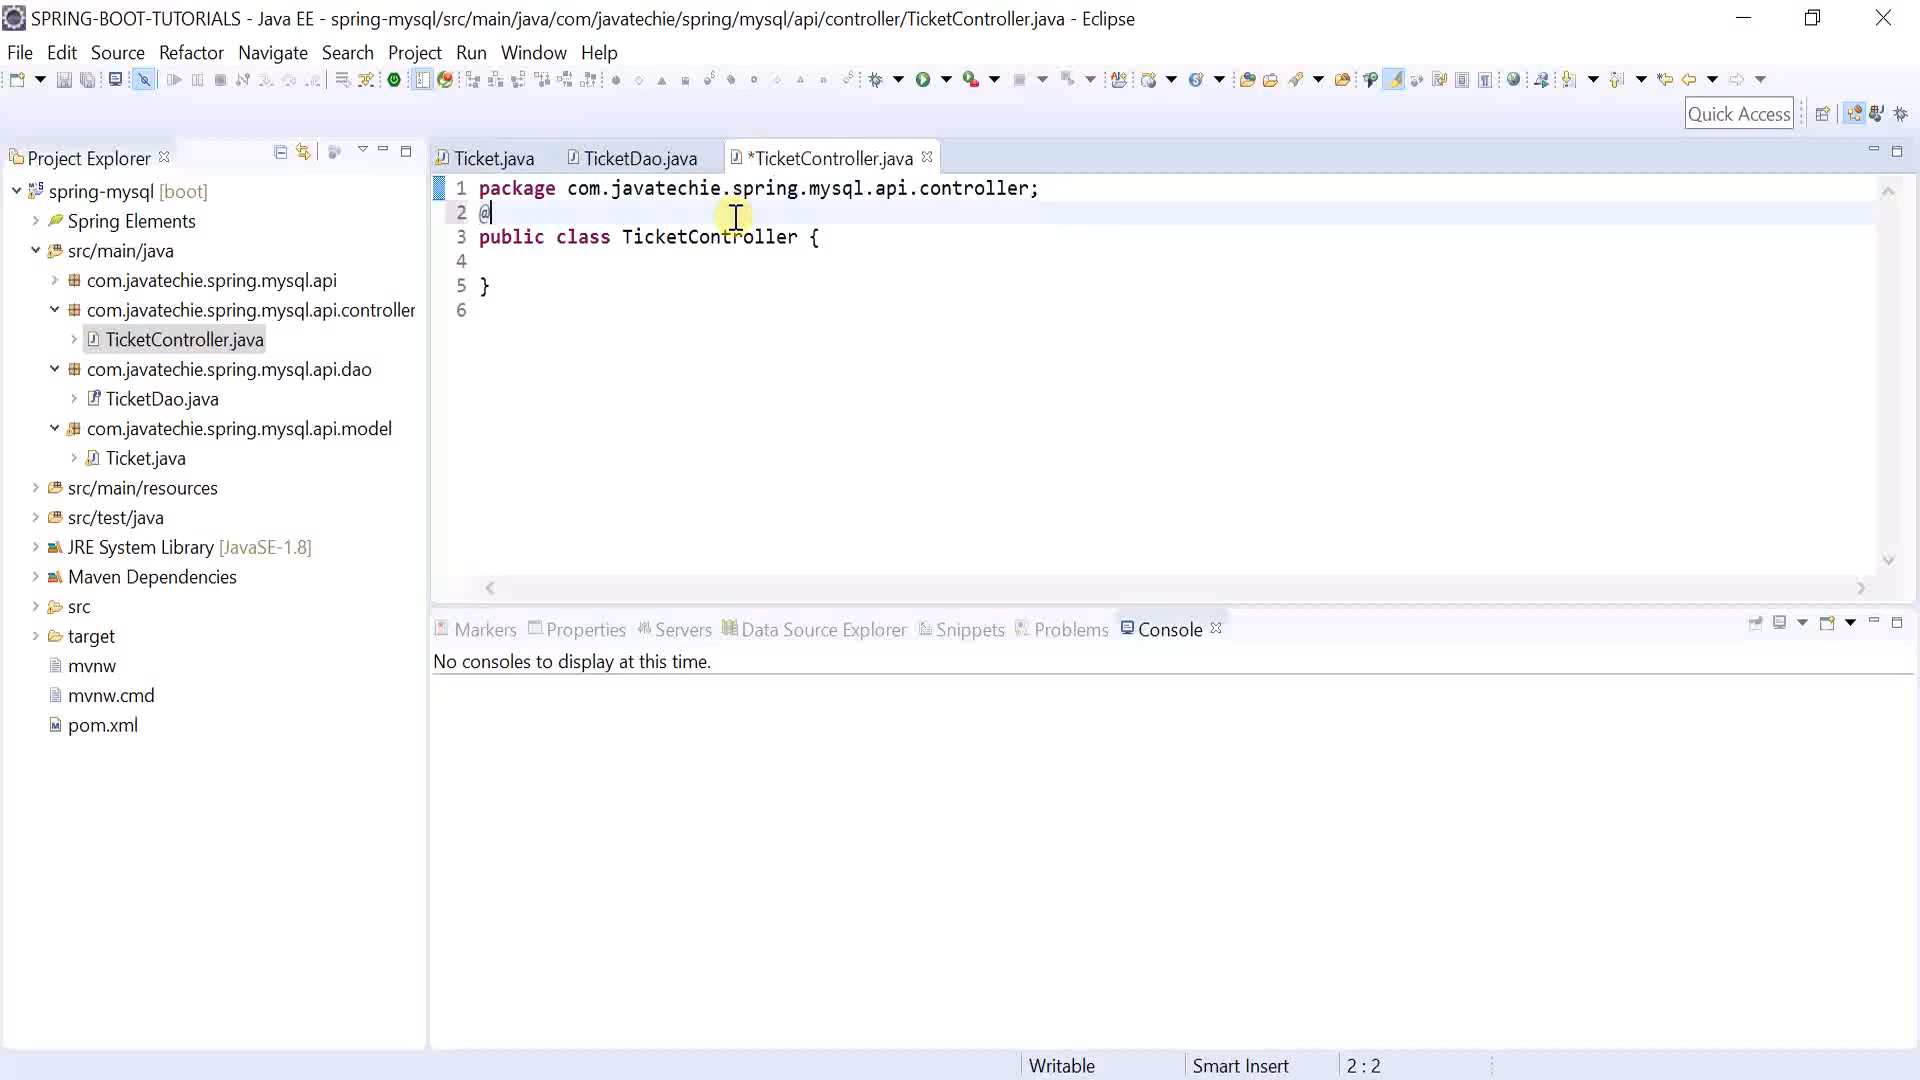 SPRING-BOOT-TUTORIALS - Java EE - spring-mysql/src/main/java/com/javatechie/spring/mysql/api/controller/TicketController.java - Eclipse
File Edit Source Refactor Navigate Search Project Run Window Help
Quick Access
Project Explorer
spring-mysql [boot]
Spring Elements
src/main/java
com.javatechie.spring.mysql.api
com.javatechie.spring.mysql.api.controller
TicketController.java
com.javatechie.spring.mysql.api.dao
TicketDao.java
com.javatechie.spring.mysql.api.model
Ticket.java
src/main/resources
src/test/java
JRE System Library [JavaSE-1.8]
Maven Dependencies
src
target
mvnw
mvnw.cmd
pom.xml
Ticket.java TicketDao.java *TicketController.java
1 package com.javatechie.spring.mysql.api.controller;
2 @
3 public class TicketController {
4
5 }
6
Markers Properties Servers Data Source Explorer Snippets Problems Console
No consoles to display at this time.
Writable Smart Insert 2 : 2